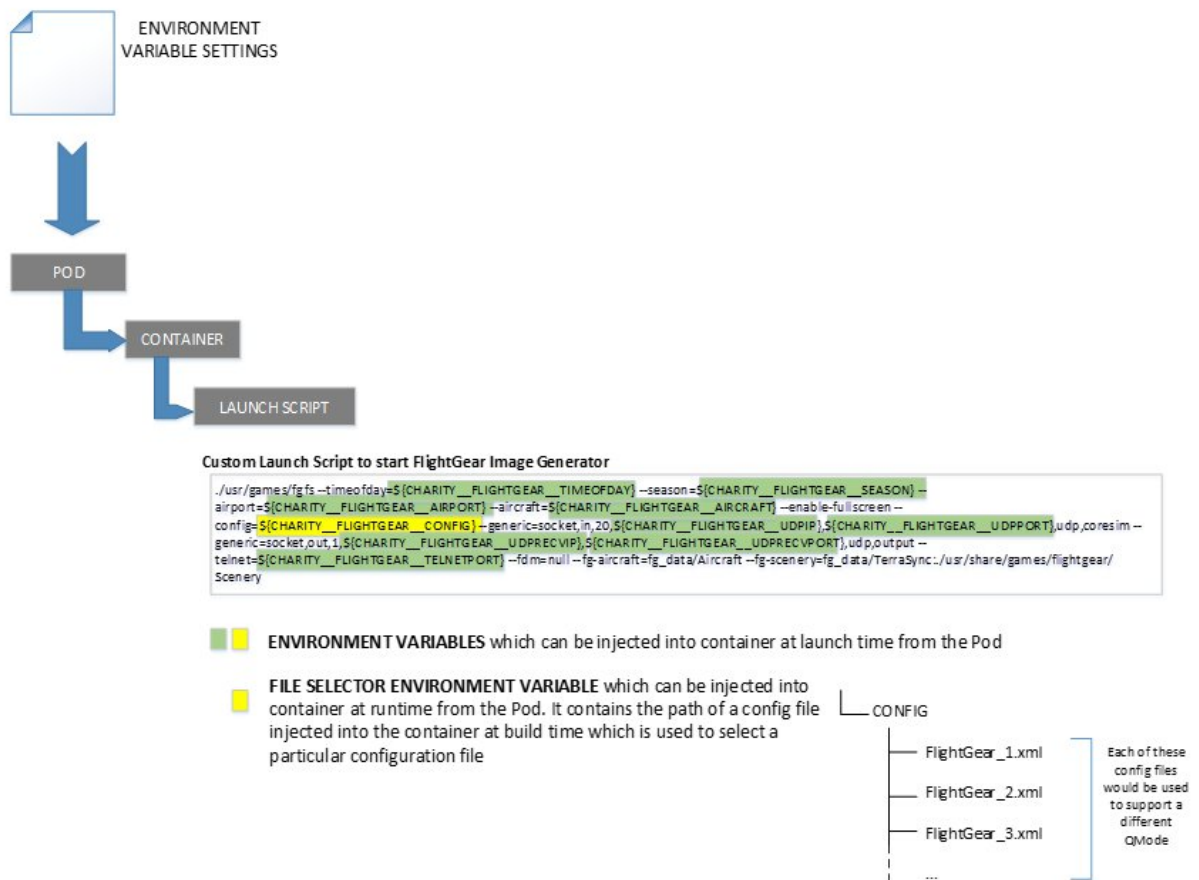 ENVIRONMENT
VARIABLE SETTINGS
POD
CONTAINER
LAUNCH SCRIPT
Custom Launch Script to start FlightGear Image Generator
./usr/games/fgfs --timeofday=${CHARITY__FLIGHTGEAR__TIMEOFDAY} --season=${CHARITY__FLIGHTGEAR__SEASON} --
airport=${CHARITY__FLIGHTGEAR__AIRPORT} --aircraft=${CHARITY__FLIGHTGEAR__AIRCRAFT} --enable-fullscreen --
config=${CHARITY__FLIGHTGEAR__CONFIG} --generic=socket,in,20,${CHARITY__FLIGHTGEAR__UDPIP},${CHARITY__FLIGHTGEAR__UDPPORT},udp,coresim --
generic=socket,out,1,${CHARITY__FLIGHTGEAR__UDPRECVIP},${CHARITY__FLIGHTGEAR__UDPRECVPORT},udp,output --
telnet=${CHARITY__FLIGHTGEAR__TELNETPORT} --fdm=null --fg-aircraft=fg_data/Aircraft --fg-scenery=fg_data/TerraSync:./usr/share/games/flightgear/
Scenery
ENVIRONMENT VARIABLES which can be injected into container at launch time from the Pod
FILE SELECTOR ENVIRONMENT VARIABLE which can be injected into
container at runtime from the Pod. It contains the path of a config file
injected into the container at build time which is used to select a
particular configuration file
CONFIG
FlightGear_1.xml
FlightGear_2.xml
FlightGear_3.xml
...
Each of these
config files
would be used
to support a
different
QMode